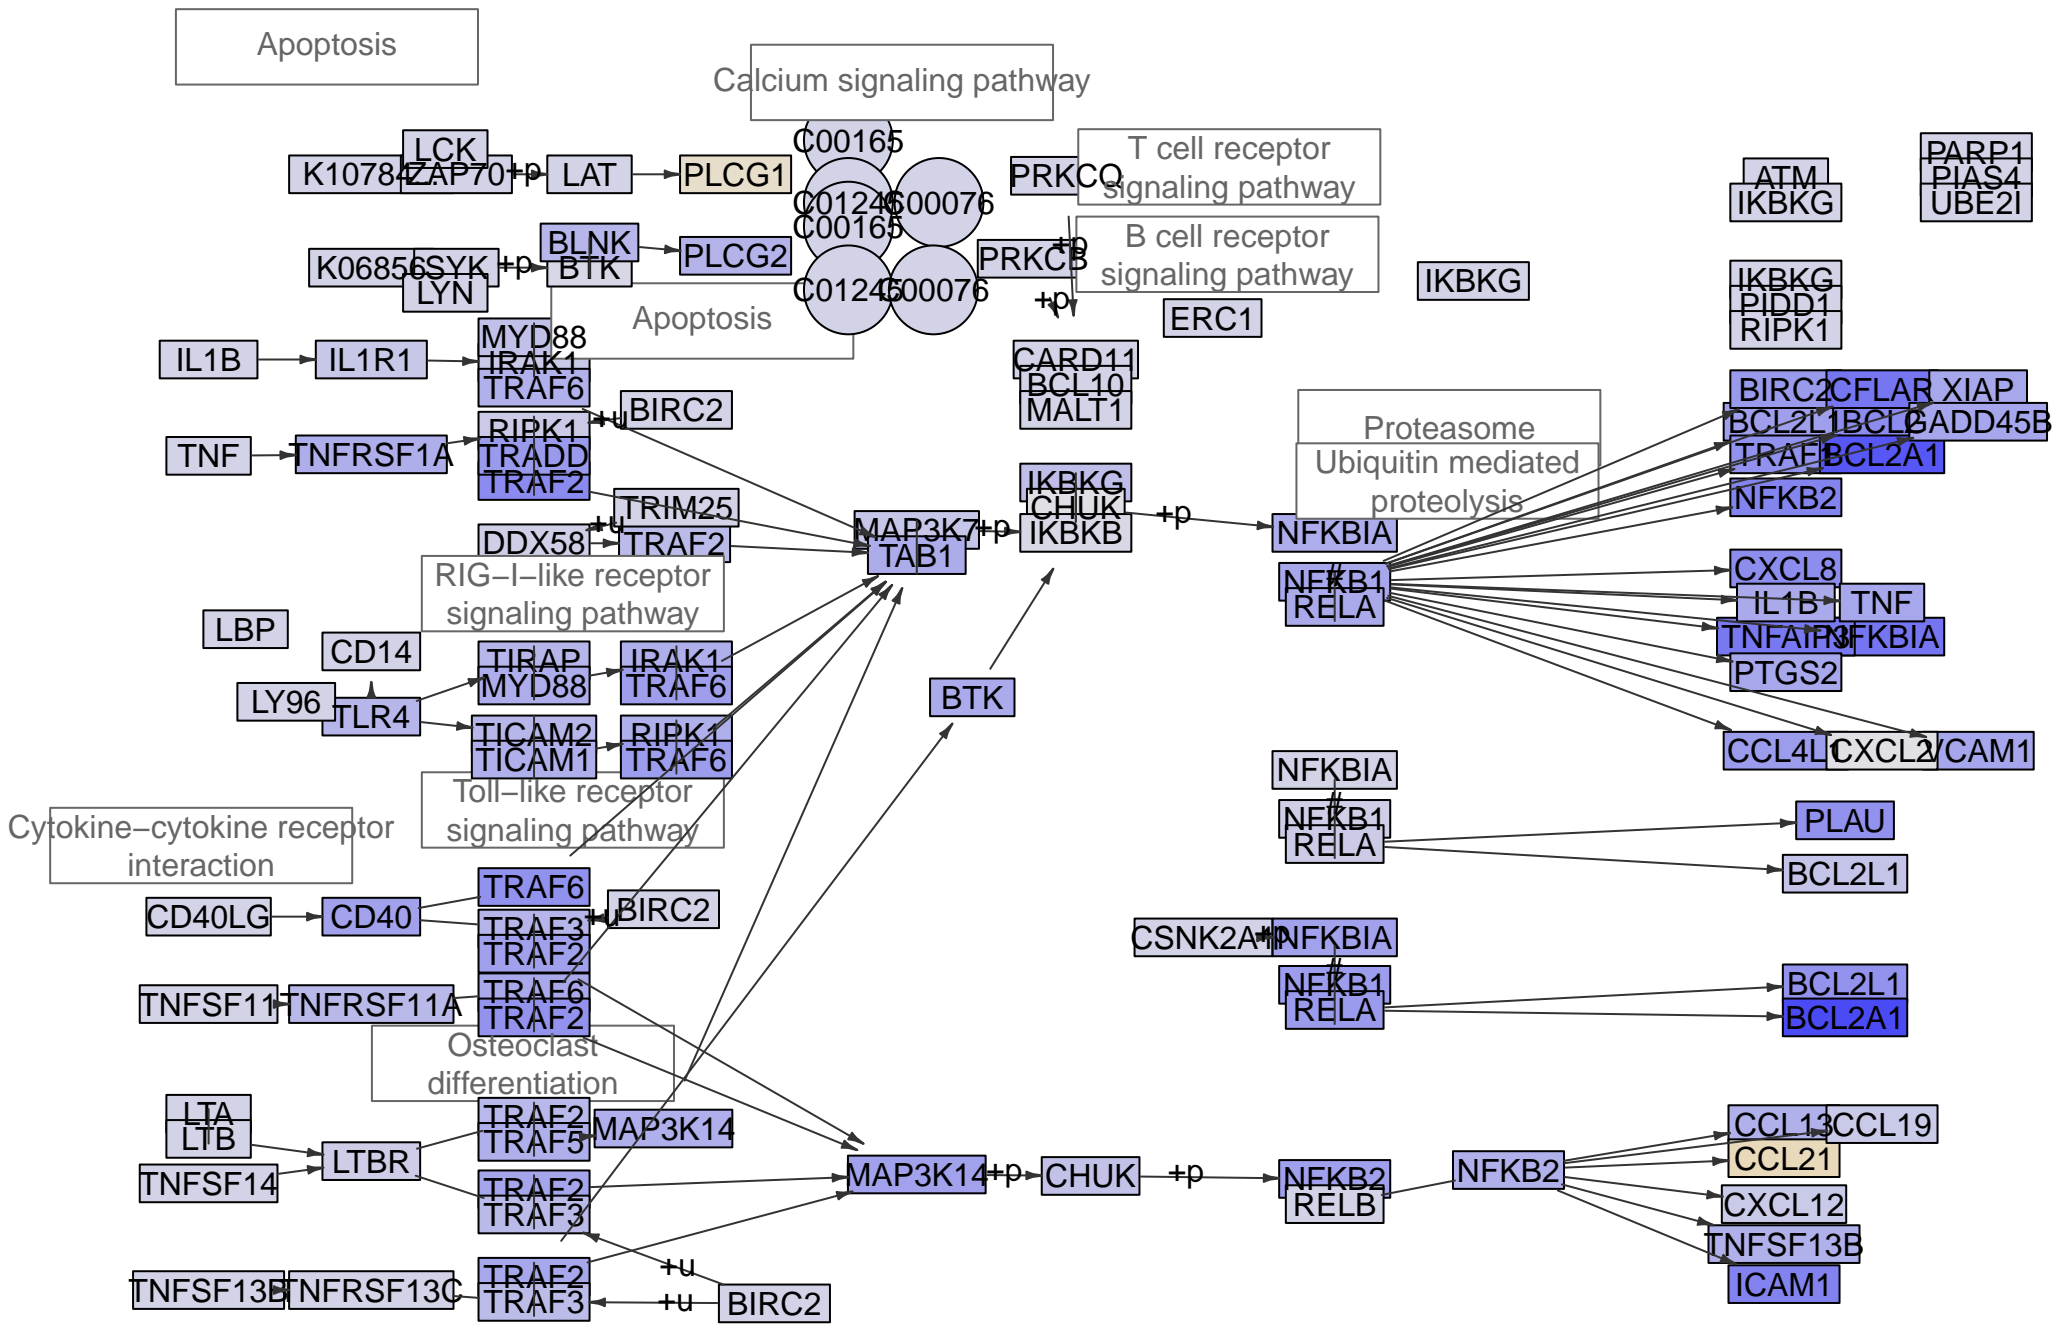 Apoptosis
Calcium signaling pathway
LCK
K10784
ZAP70
+p
LAT
PLCG1
C00165
C01246
C00076
C00165
PRKCQ
T cell receptor
signaling pathway
ATM
IKBKG
PARP1
PIAS4
UBE2I
BLNK
PLCG2
K06856
SYK
+p
BTK
LYN
C01245
C00076
PRKCB
+p
B cell receptor
signaling pathway
+p
ERC1
IKBKG
IKBKG
PIDD1
RIPK1
Apoptosis
IL1B
IL1R1
MYD88
IRAK1
TRAF6
CARD11
BCL10
MALT1
TNF
TNFRSF1A
RIPK1
TRADD
TRAF2
+u
BIRC2
Proteasome
Ubiquitin mediated
proteolysis
BIRC2
CFLAR
XIAP
BCL2L1
BCL2
GADD45B
TRAF1
BCL2A1
NFKB2
TRIM25
+u
DDX58
TRAF2
MAP3K7
TAB1
+p
IKBKG
CHUK
IKBKB
+p
NFKBIA
#
NFKB1
RELA
CXCL8
IL1B
TNF
TNFAIP3
NFKBIA
PTGS2
RIG−I−like receptor
signaling pathway
LBP
CD14
LY96
TLR4
TIRAP
MYD88
IRAK1
TRAF6
TICAM2
TICAM1
RIPK1
TRAF6
BTK
CCL4L1
CXCL2
VCAM1
Toll−like receptor
signaling pathway
NFKBIA
#
NFKB1
RELA
PLAU
BCL2L1
Cytokine−cytokine receptor
interaction
CD40LG
CD40
TRAF6
TRAF3
TRAF2
+u
BIRC2
CSNK2A1
+p
NFKBIA
#
NFKB1
RELA
BCL2L1
BCL2A1
TNFSF11
TNFRSF11A
TRAF6
TRAF2
Osteoclast
differentiation
LTA
LTB
TNFSF14
LTBR
TRAF2
TRAF5
MAP3K14
TRAF2
TRAF3
MAP3K14
+p
CHUK
+p
NFKB2
RELB
NFKB2
CCL13
CCL19
CCL21
CXCL12
TNFSF13B
ICAM1
TNFSF13B
TNFRSF13C
TRAF2
TRAF3
+u
+u
BIRC2